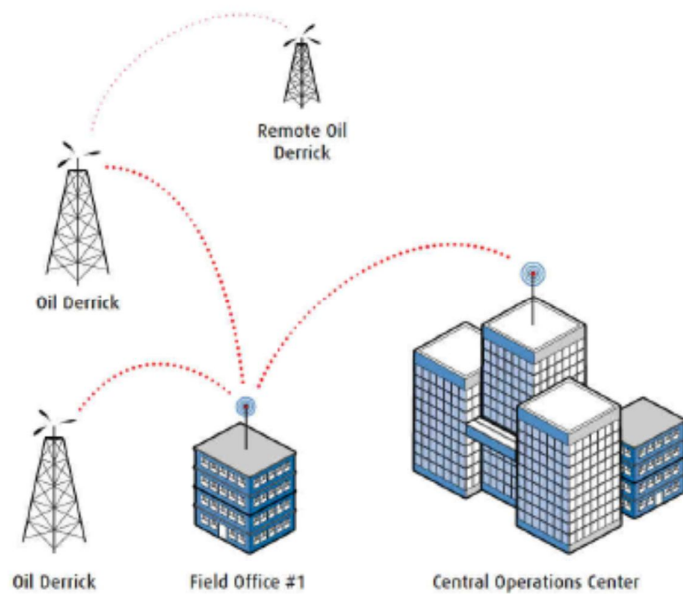 Remote Oil
Derrick
Oil Derrick
Oil Derrick
Field Office #1
Central Operations Center